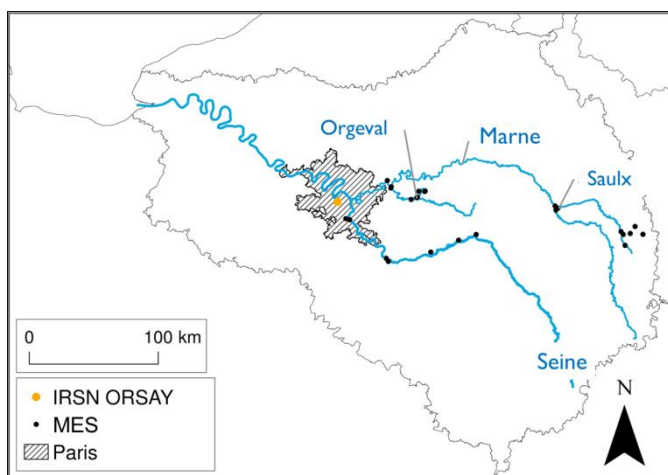 Orgeval
Marne
Saulx
Seine
0 100 km
IRSN ORSAY
MES
Paris
N